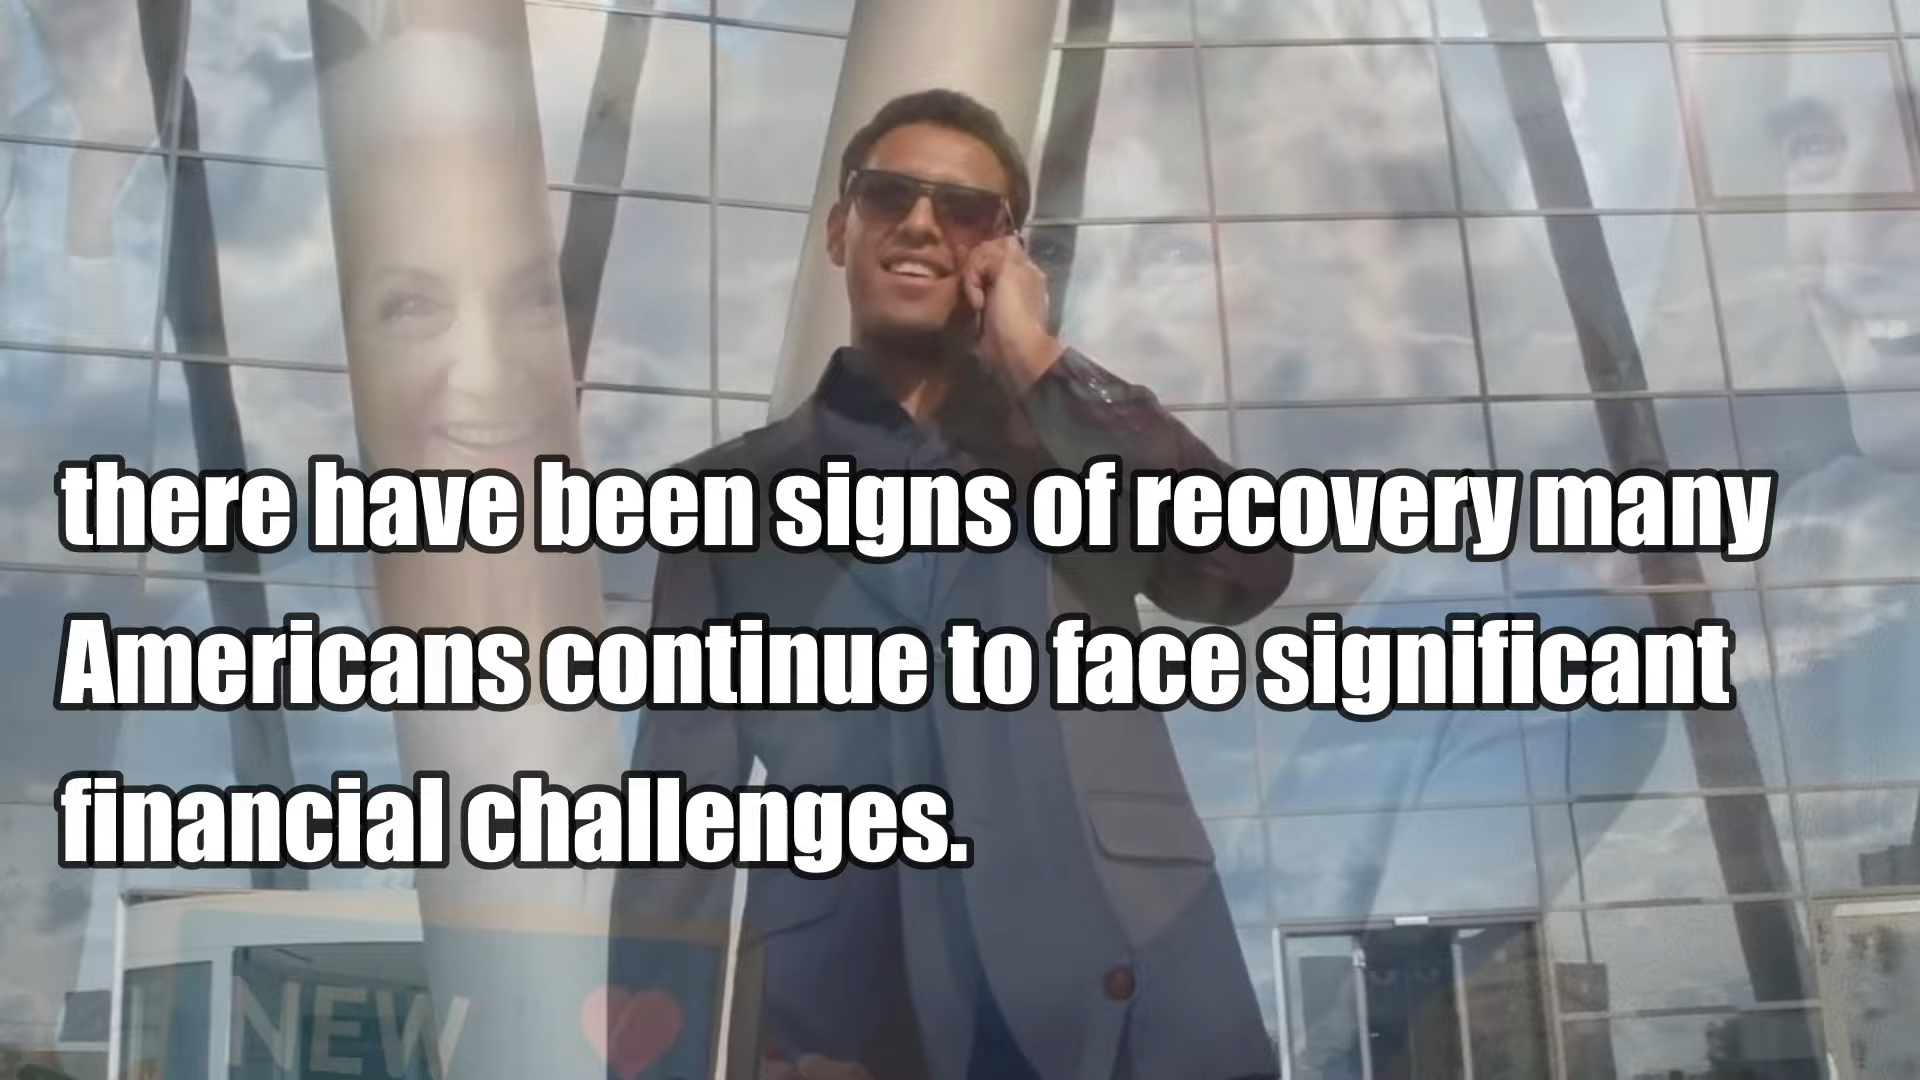 there have been signs of recovery many
Americans continue to face significant
financial challenges.
NEW